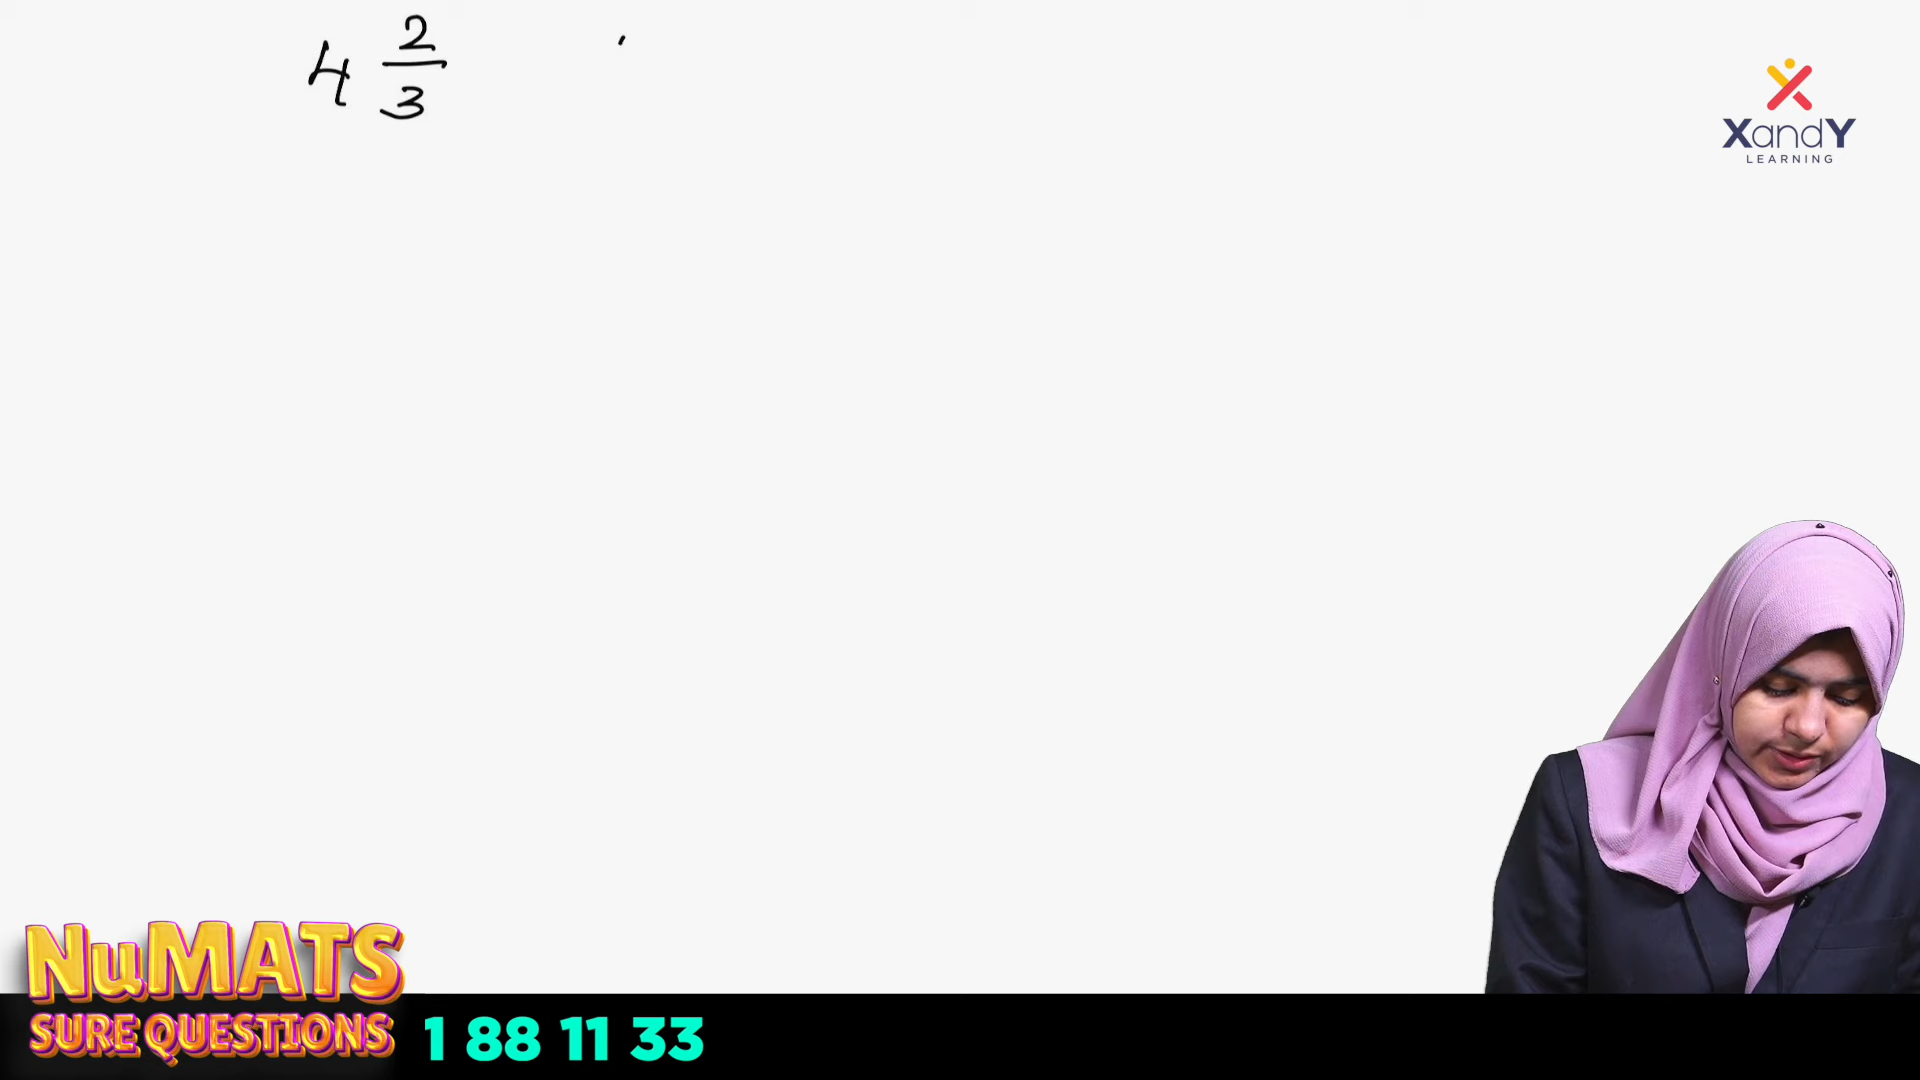 4 2/3
XandY
LEARNING
NuMATS
SURE QUESTIONS
1 88 11 33